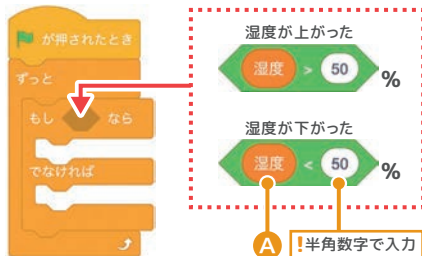 が押されたとき
ずっと
もし なら
でなければ
湿度が上がった
湿度 > 50 %
湿度が下がった
湿度 < 50 %
A
!半角数字で入力